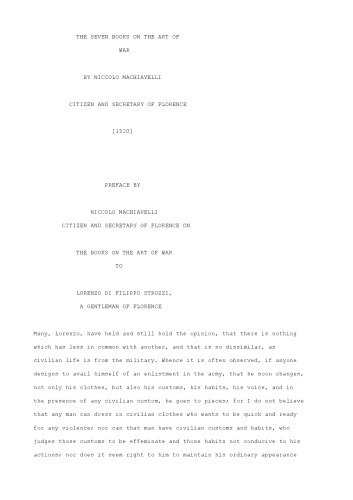 THE SEVEN BOOKS ON THE ART OF
WAR
BY NICCOLO MACHIAVELLI
CITIZEN AND SECRETARY OF FLORENCE
[1520]
PREFACE BY
NICCOLO MACHIAVELLI
CITIZEN AND SECRETARY OF FLORENCE ON
THE BOOKS ON THE ART OF WAR
TO
LORENZO DI FILIPPO STROZZI,
A GENTLEMAN OF FLORENCE
Many, Lorenzo, have held and still hold the opinion, that there is nothing
which has less in common with another, and that is so dissimilar, as
civilian life is from the military. Whence it is often observed, if anyone
designs to avail himself of an enlistment in the army, that he soon changes,
not only his clothes, but also his customs, his habits, his voice, and in
the presence of any civilian custom, he goes to pieces; for I do not believe
that any man can dress in civilian clothes who wants to be quick and ready
for any violence; nor can that man have civilian customs and habits, who
judges those customs to be effeminate and those habits not conducive to his
actions; nor does it seem right to him to maintain his ordinary appearance